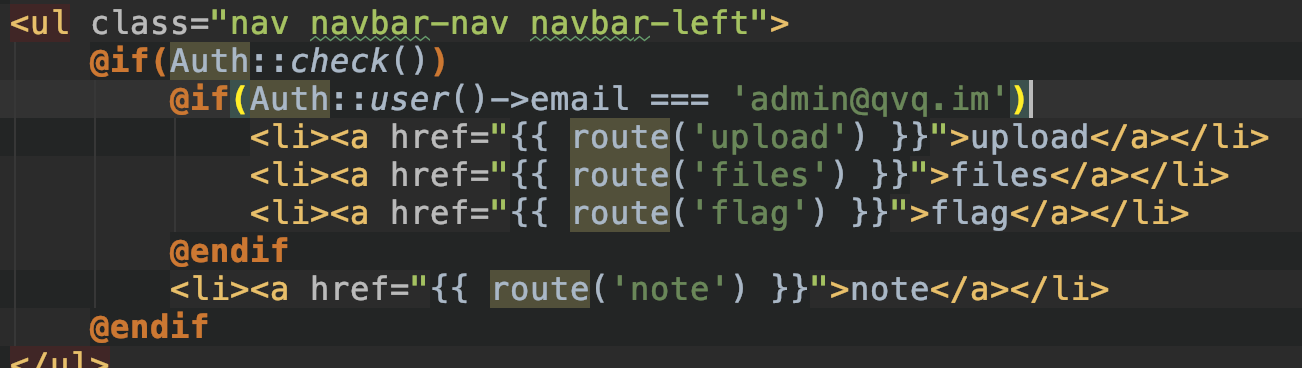 <ul class="nav navbar-nav navbar-left">
@if(Auth::check())
@if(Auth::user()->email === 'admin@qvq.im')
<li><a href="{{ route('upload') }}">upload</a></li>
<li><a href="{{ route('files') }}">files</a></li>
<li><a href="{{ route('flag') }}">flag</a></li>
@endif
<li><a href="{{ route('note') }}">note</a></li>
@endif
</ul>